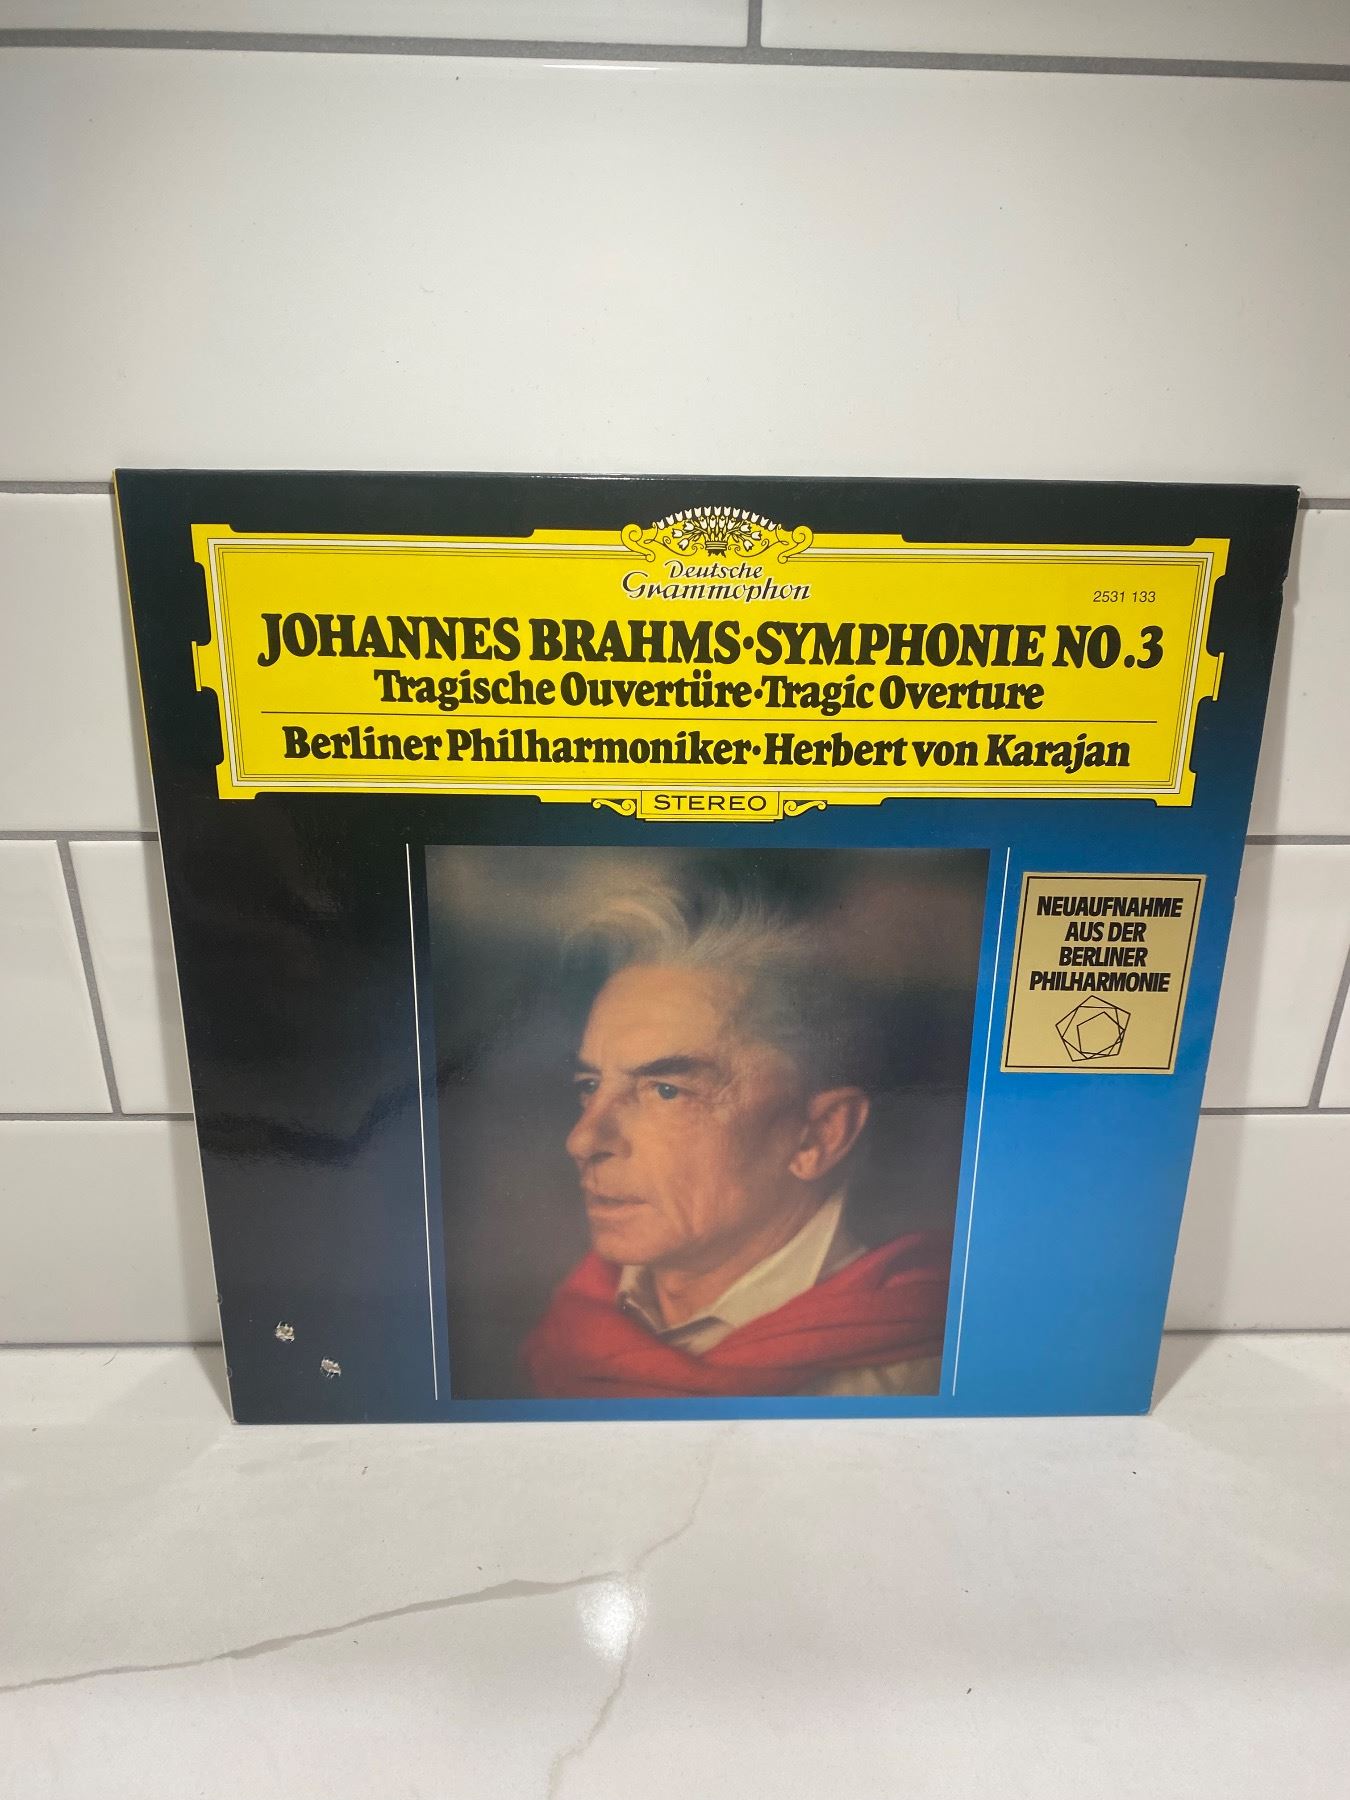 Deutsche
Grammophon
2531 133
JOHANNES BRAHMS·SYMPHONIE NO.3
Tragische Ouvertüre·Tragic Overture
Berliner Philharmoniker·Herbert von Karajan
STEREO
NEUAUFNAHME
AUS DER
BERLINER
PHILHARMONIE